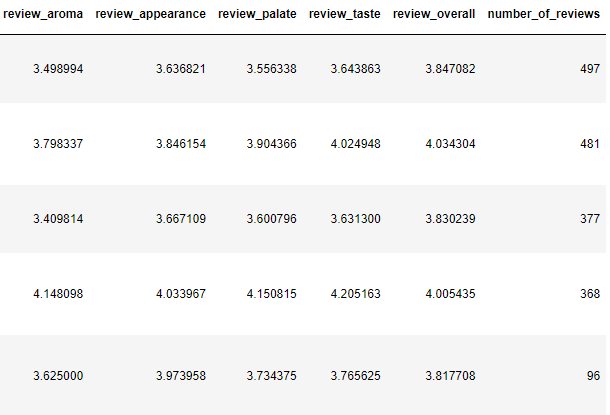 review_aroma review_appearance review_palate review_taste review_overall number_of_reviews
3.498994 3.636821 3.556338 3.643863 3.847082 497
3.798337 3.846154 3.904366 4.024948 4.034304 481
3.409814 3.667109 3.600796 3.631300 3.830239 377
4.148098 4.033967 4.150815 4.205163 4.005435 368
3.625000 3.973958 3.734375 3.765625 3.817708 96